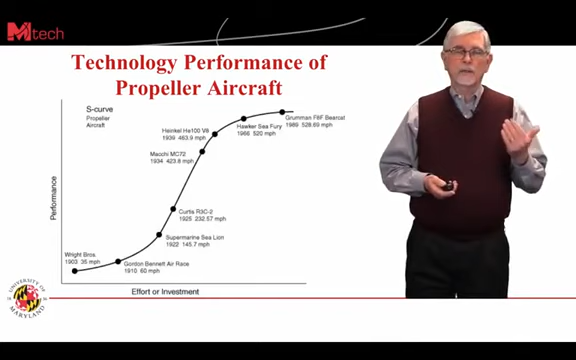 Mtech
Technology Performance of
Propeller Aircraft
S-curve
Propeller
Aircraft
Grumman F8F Bearcat
1989 528.69 mph
Hawker Sea Fury
1966 520 mph
Heinkel He100 V8
1939 463.9 mph
Macchi MC72
1934 423.8 mph
Curtis R3C-2
1925 232.57 mph
Supermarine Sea Lion
1922 145.7 mph
Wright Bros.
1903 35 mph
Gordon Bennett Air Race
1910 60 mph
Performance
Effort or Investment
UNIVERSITY OF
MARYLAND